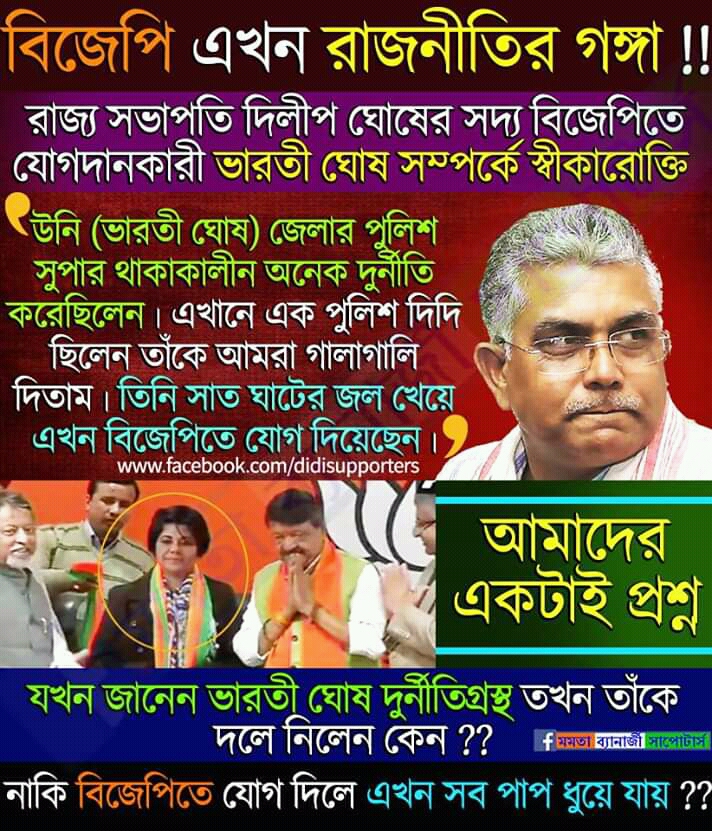 বিজেপি এখন রাজনীতির গঙ্গা !!
রাজ্য সভাপতি দিলীপ ঘোষের সদ্য বিজেপিতে
যোগদানকারী ভারতী ঘোষ সম্পর্কে স্বীকারোক্তি
‘উনি (ভারতী ঘোষ) জেলার পুলিশ
সুপার থাকাকালীন অনেক দুর্নীতি
করেছিলেন। এখানে এক পুলিশ দিদি
ছিলেন তাঁকে আমরা গালাগালি
দিতাম। তিনি সাত ঘাটের জল খেয়ে
এখন বিজেপিতে যোগ দিয়েছেন।’
www.facebook.com/didisupporters
আমাদের
একটাই প্রশ্ন
যখন জানেন ভারতী ঘোষ দুর্নীতিগ্রস্থ তখন তাঁকে
দলে নিলেন কেন ??
f মমতা ব্যানার্জী সাপোটার্স
নাকি বিজেপিতে যোগ দিলে এখন সব পাপ ধুয়ে যায় ??